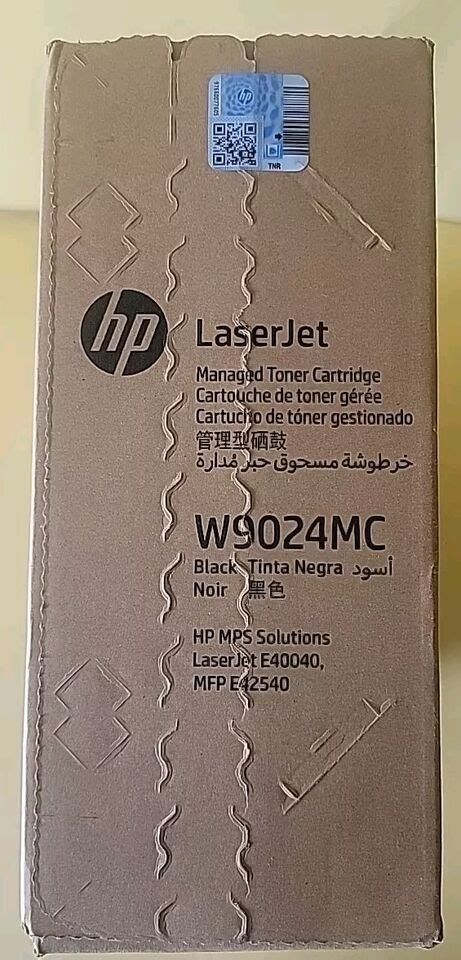 hp
TNR
hp
LaserJet
Managed Toner Cartridge
Cartouche de toner gérée
Cartucho de tóner gestionado
管理型硒鼓
خرطوشة مسحوق حبر مُدارة
W9024MC
Black Tinta Negra أسود
Noir 黑色
HP MPS Solutions
LaserJet E40040,
MFP E42540